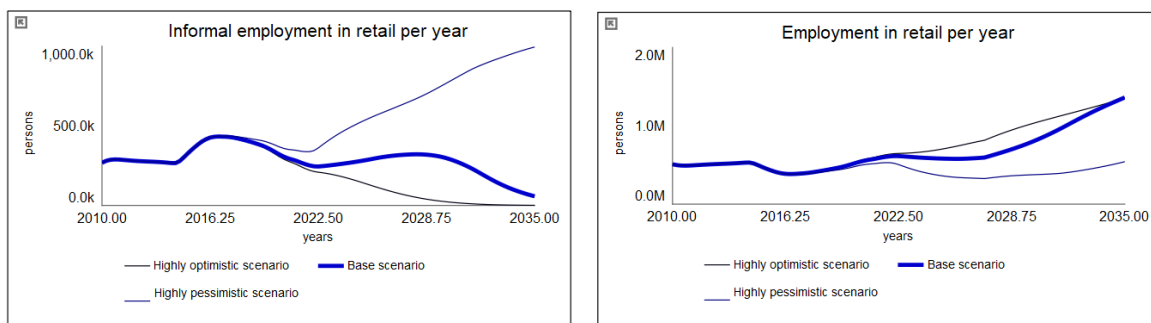 Informal employment in retail per year
1,000.0k
500.0k
0.0k
persons
2010.00 2016.25 2022.50 2028.75 2035.00
years
Highly optimistic scenario Base scenario
Highly pessimistic scenario
Employment in retail per year
2.0M
1.0M
0.0M
persons
2010.00 2016.25 2022.50 2028.75 2035.00
years
Highly optimistic scenario Base scenario
Highly pessimistic scenario